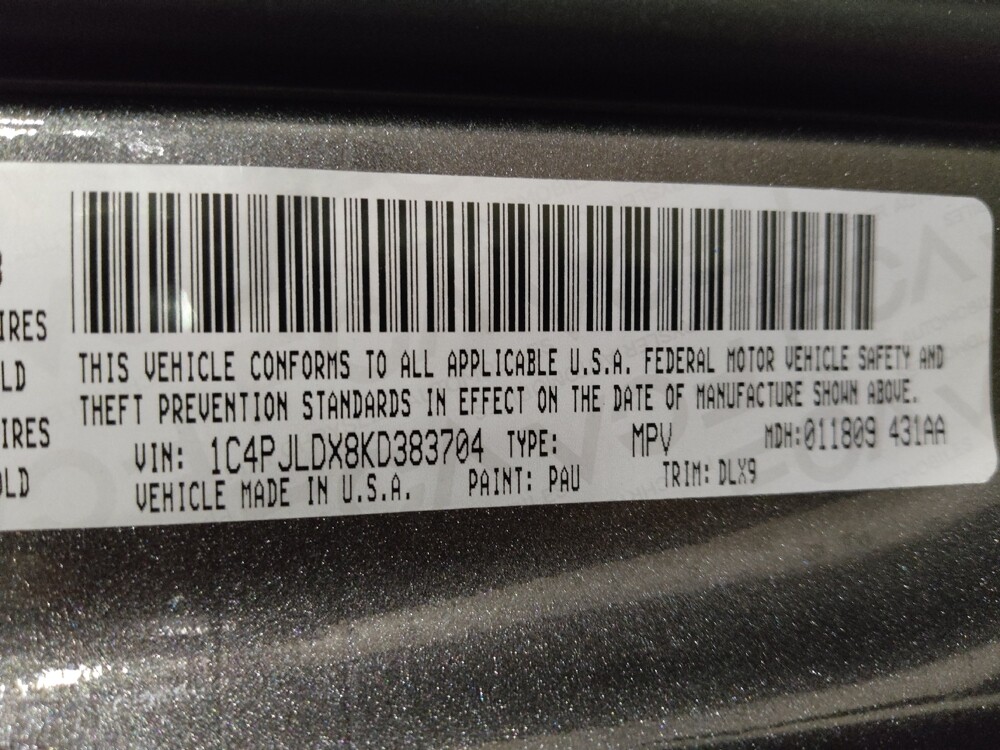 IRES
LD
IRES
OLD
THIS VEHICLE CONFORMS TO ALL APPLICABLE U.S.A. FEDERAL MOTOR VEHICLE SAFETY AND
THEFT PREVENTION STANDARDS IN EFFECT ON THE DATE OF MANUFACTURE SHOWN ABOVE.
VIN: 1C4PJLDX8KD383704 TYPE: MPV MDH:011809 431AA
VEHICLE MADE IN U.S.A. PAINT: PAU TRIM: DLX9